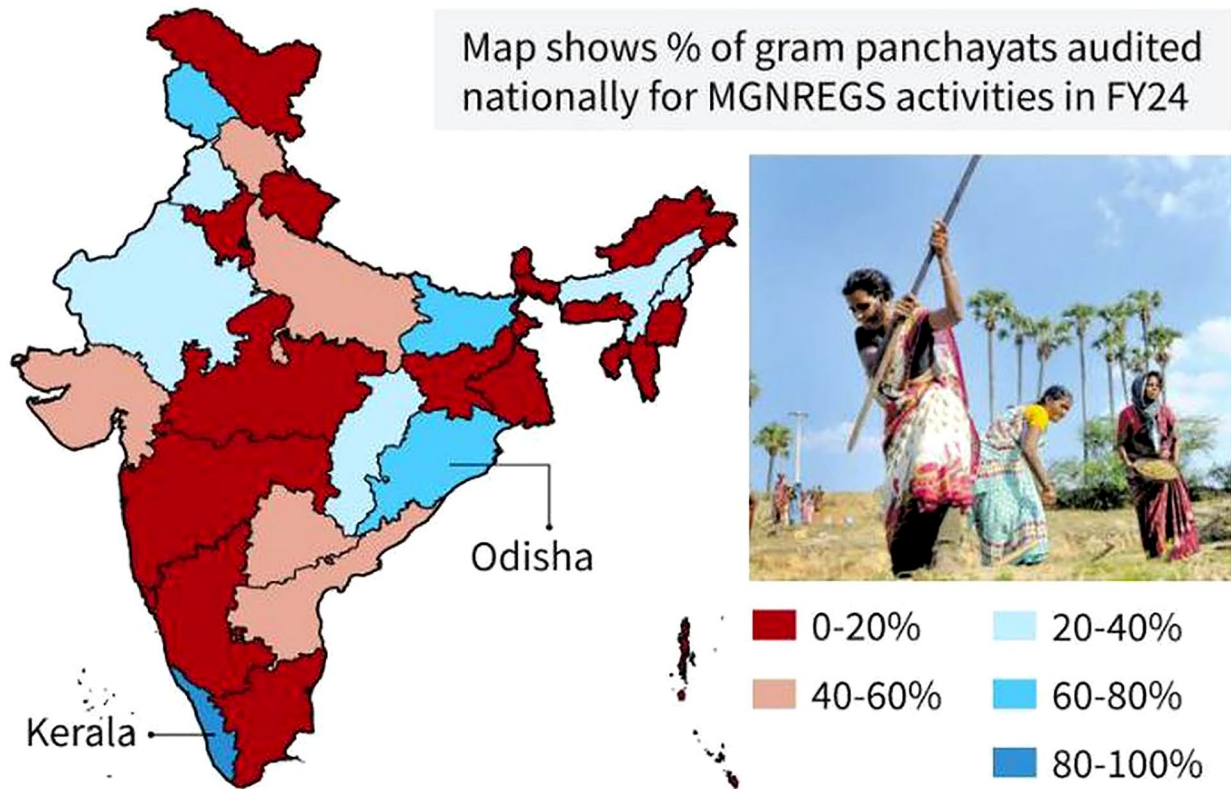 Map shows % of gram panchayats audited
nationally for MGNREGS activities in FY24
Odisha
Kerala
0-20%
20-40%
40-60%
60-80%
80-100%